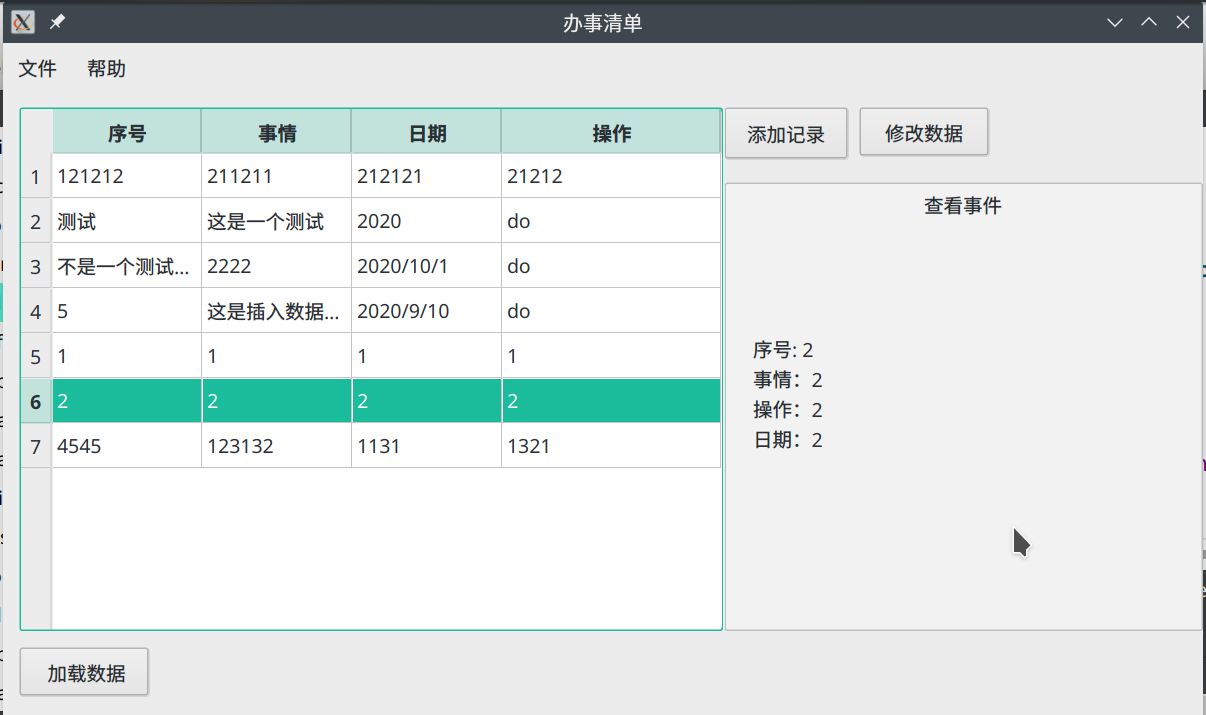 办事清单
文件 帮助
序号 事情 日期 操作
添加记录 修改数据
1 121212 211211 212121 21212
2 测试 这是一个测试 2020 do
3 不是一个测试... 2222 2020/10/1 do
4 5 这是插入数据... 2020/9/10 do
5 1 1 1 1
6 2 2 2 2
7 4545 123132 1131 1321
查看事件
序号: 2
事情：2
操作：2
日期：2
加载数据